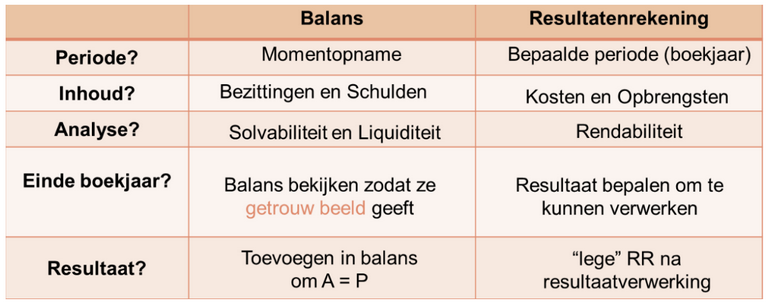 Balans Resultatenrekening
Periode? Momentopname Bepaalde periode (boekjaar)
Inhoud? Bezittingen en Schulden Kosten en Opbrengsten
Analyse? Solvabiliteit en Liquiditeit Rendabiliteit
Einde boekjaar? Balans bekijken zodat ze
getrouw beeld geeft
Resultaat bepalen om te
kunnen verwerken
Resultaat? Toevoegen in balans
om A = P
“lege” RR na
resultaatverwerking